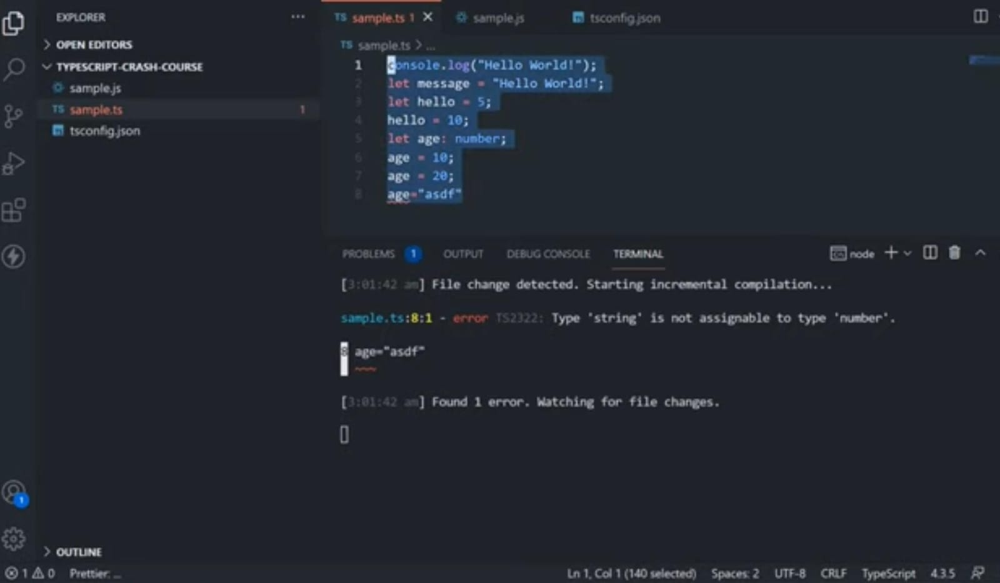 EXPLORER
···
OPEN EDITORS
TYPESCRIPT-CRASH-COURSE
sample.js
TS sample.ts 1
tsconfig.json
OUTLINE
TS sample.ts 1
sample.js
tsconfig.json
TS sample.ts > ...
1 console.log("Hello World!");
2 let message = "Hello World!";
3 let hello = 5;
4 hello = 10;
5 let age: number;
6 age = 10;
7 age = 20;
8 age="asdf"
PROBLEMS 1 OUTPUT DEBUG CONSOLE TERMINAL
node
[3:01:42 am] File change detected. Starting incremental compilation...
sample.ts:8:1 - error TS2322: Type 'string' is not assignable to type 'number'.
8 age="asdf"
~~~
[3:01:42 am] Found 1 error. Watching for file changes.
1
1 0 Prettier: ...
Ln 1, Col 1 (140 selected) Spaces: 2 UTF-8 CRLF TypeScript 4.3.5